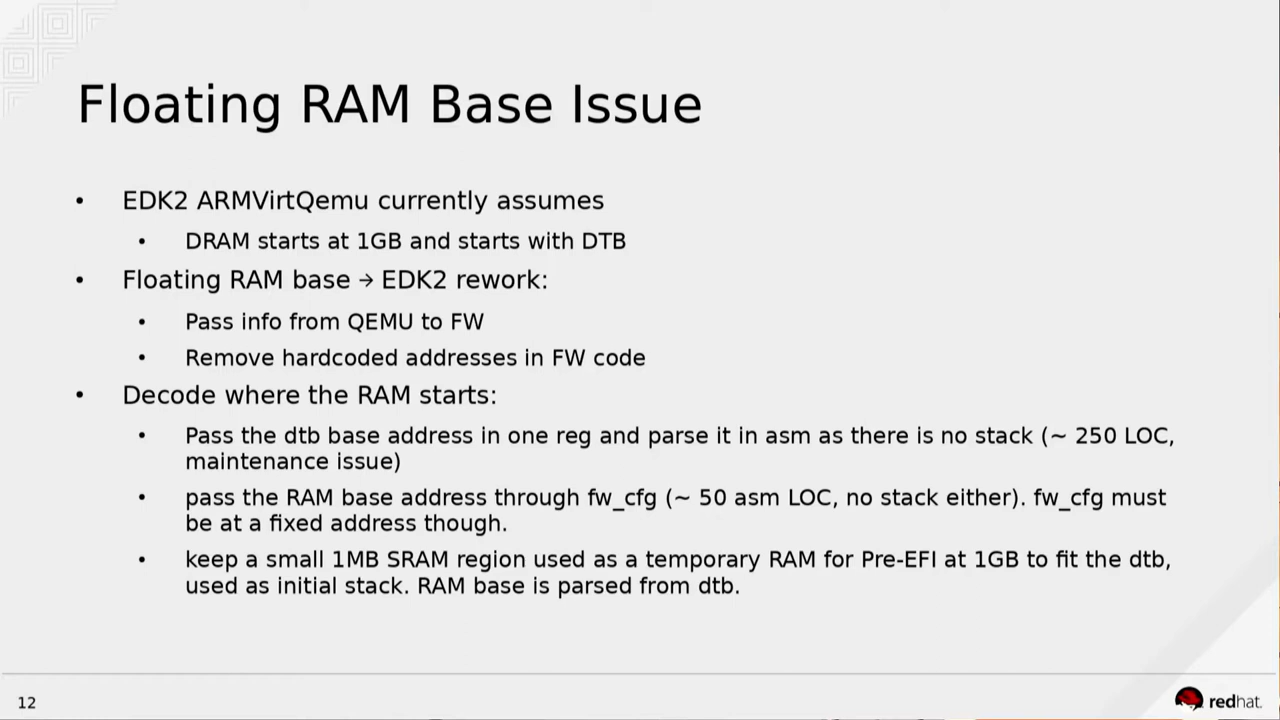 Floating RAM Base Issue
• EDK2 ARMVirtQemu currently assumes
• DRAM starts at 1GB and starts with DTB
• Floating RAM base → EDK2 rework:
• Pass info from QEMU to FW
• Remove hardcoded addresses in FW code
• Decode where the RAM starts:
• Pass the dtb base address in one reg and parse it in asm as there is no stack (~ 250 LOC,
maintenance issue)
• pass the RAM base address through fw_cfg (~ 50 asm LOC, no stack either). fw_cfg must
be at a fixed address though.
• keep a small 1MB SRAM region used as a temporary RAM for Pre-EFI at 1GB to fit the dtb,
used as initial stack. RAM base is parsed from dtb.
12
redhat.